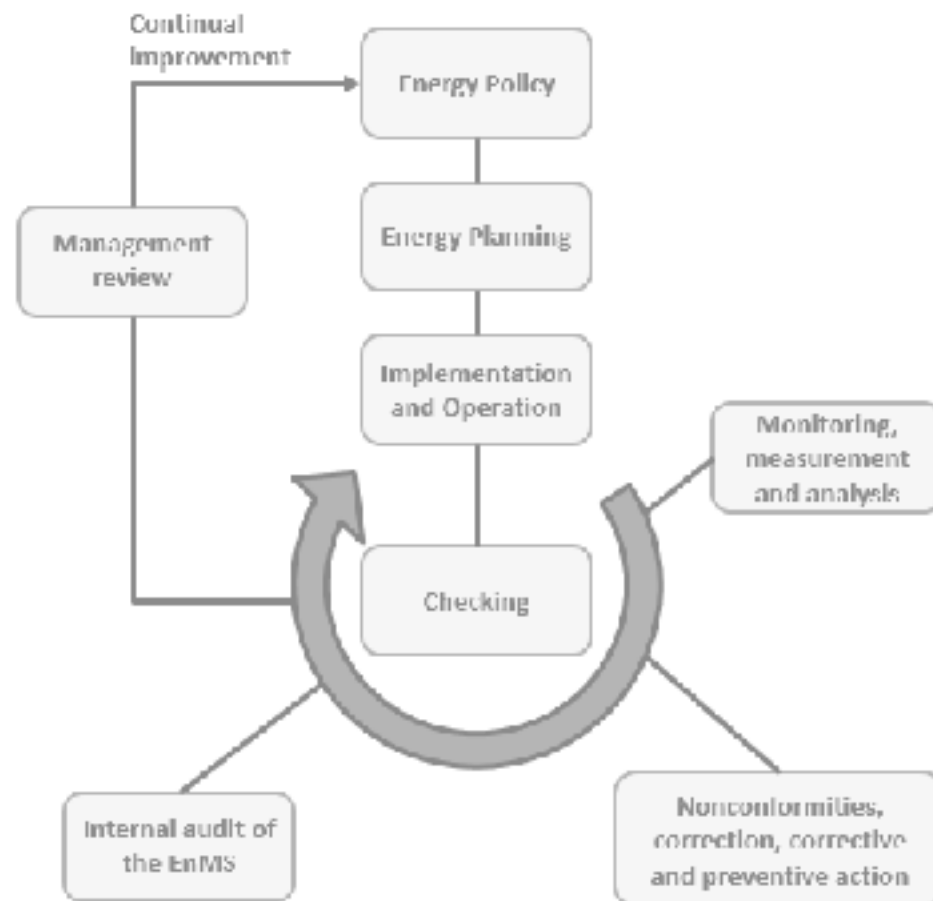 Continual
Improvement
Energy Policy
Management
review
Energy Planning
Implementation
and Operation
Monitoring,
measurement
and analysis
Checking
Internal audit of
the EnMS
Nonconformities,
correction, corrective
and preventive action